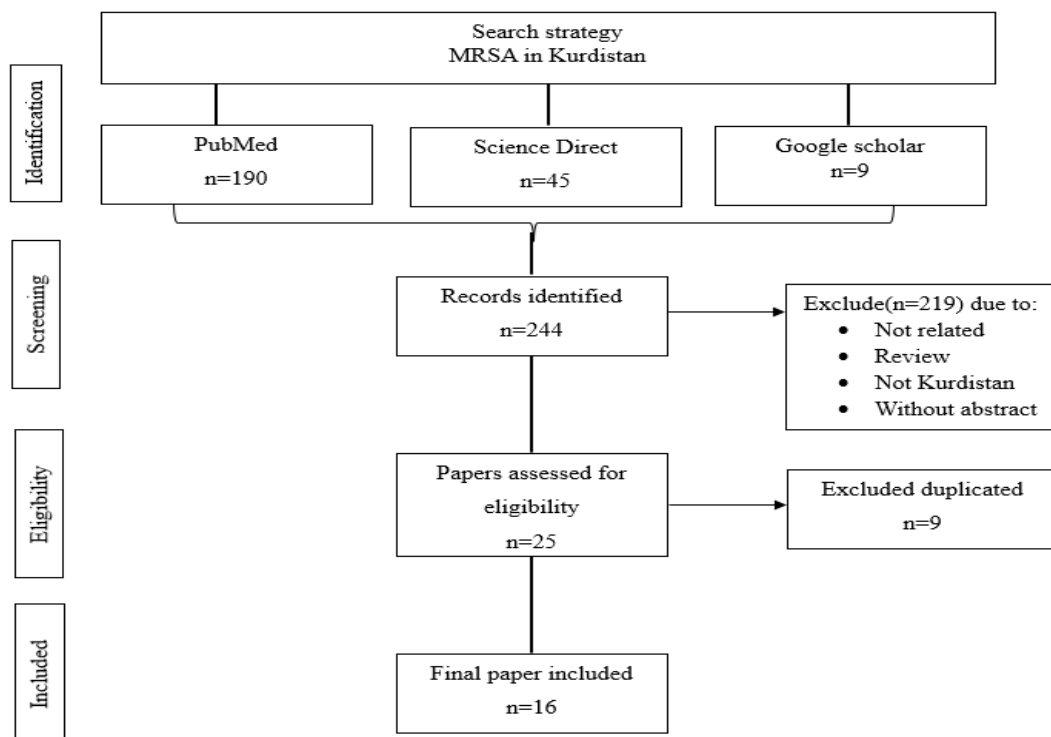 Search strategy
MRSA in Kurdistan
Identification
PubMed
n=190
Science Direct
n=45
Google scholar
n=9
Screening
Records identified
n=244
Exclude(n=219) due to:
• Not related
• Review
• Not Kurdistan
• Without abstract
Eligibility
Papers assessed for
eligibility
n=25
Excluded duplicated
n=9
Included
Final paper included
n=16